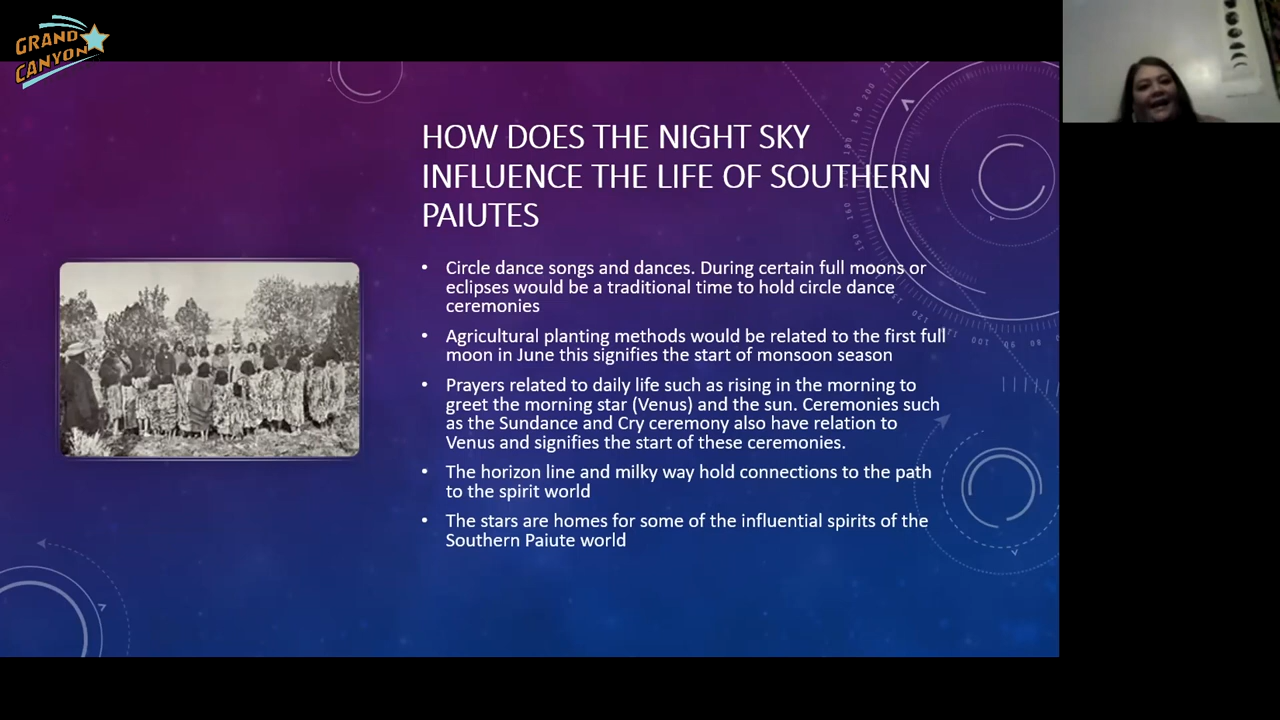 GRAND
CANYON
HOW DOES THE NIGHT SKY
INFLUENCE THE LIFE OF SOUTHERN
PAIUTES
• Circle dance songs and dances. During certain full moons or
eclipses would be a traditional time to hold circle dance
ceremonies
• Agricultural planting methods would be related to the first full
moon in June this signifies the start of monsoon season
• Prayers related to daily life such as rising in the morning to
greet the morning star (Venus) and the sun. Ceremonies such
as the Sundance and Cry ceremony also have relation to
Venus and signifies the start of these ceremonies.
• The horizon line and milky way hold connections to the path
to the spirit world
• The stars are homes for some of the influential spirits of the
Southern Paiute world